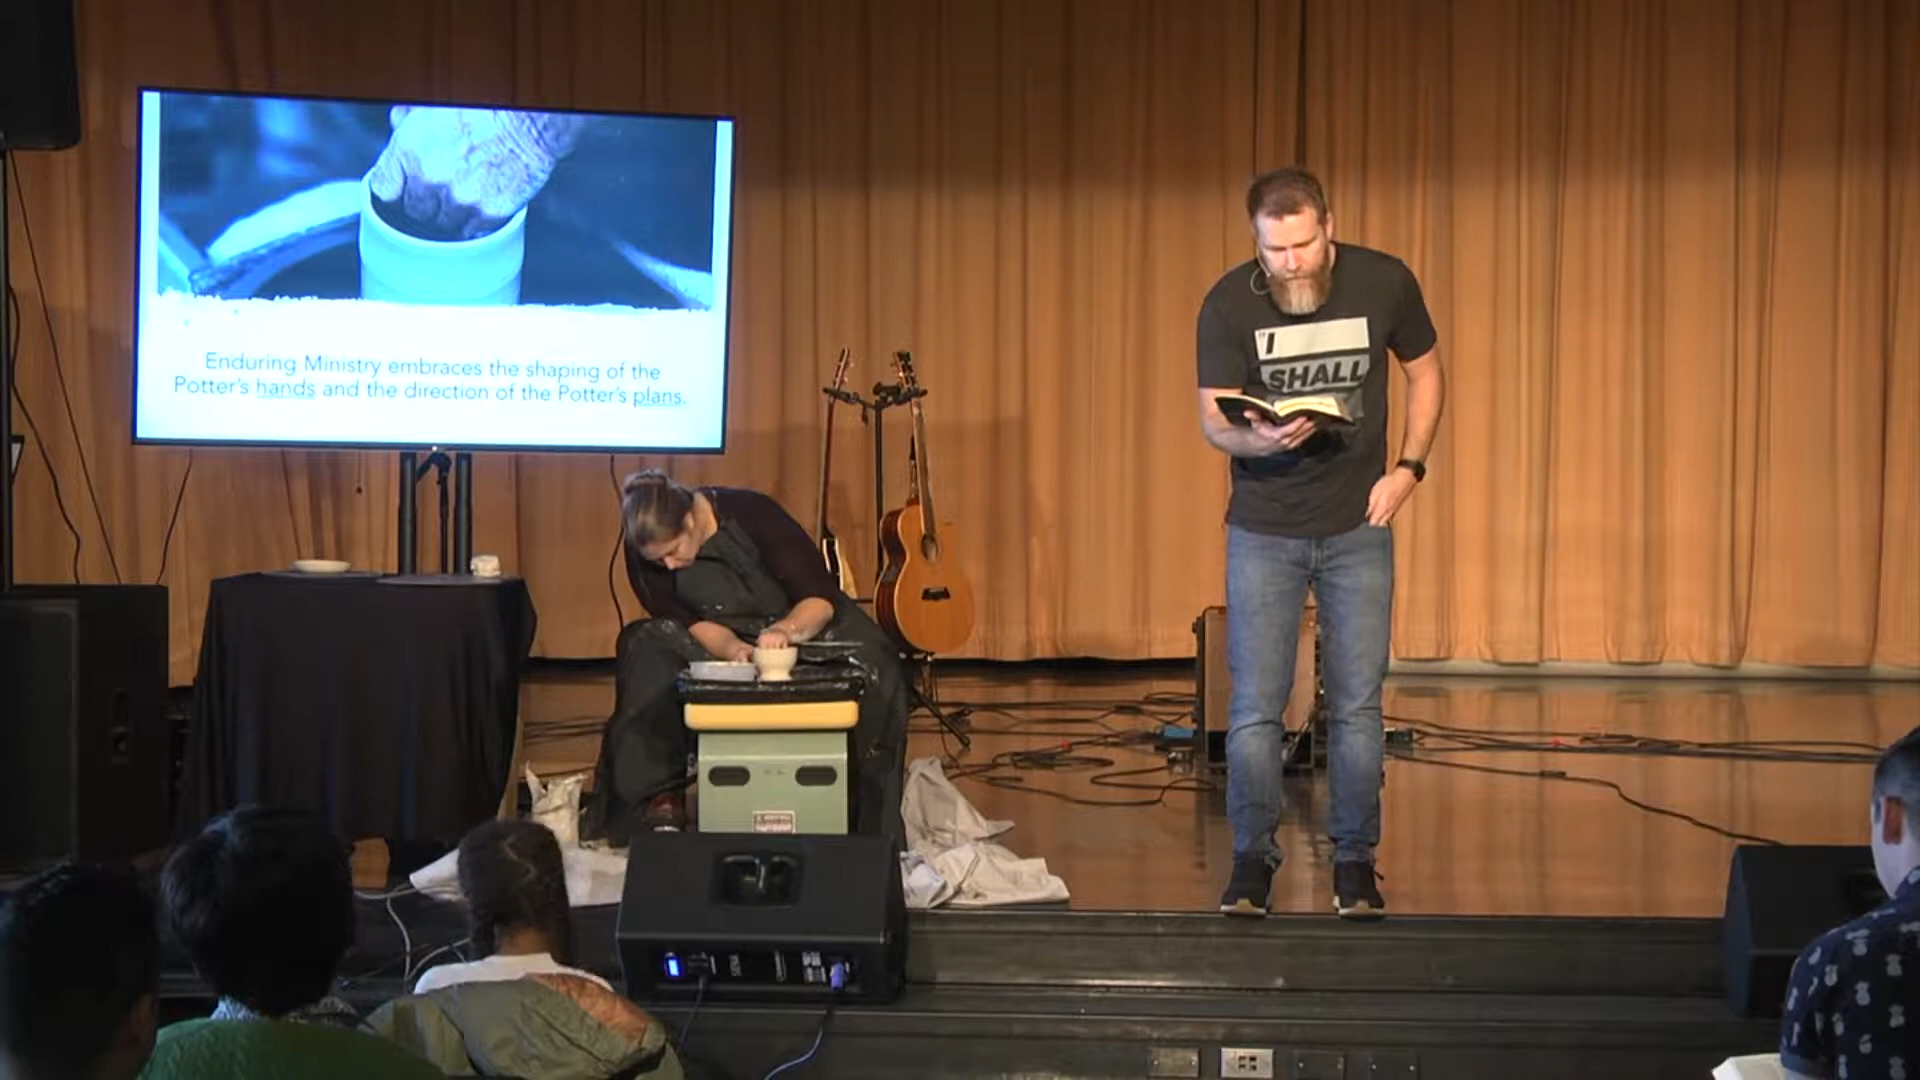 Enduring Ministry embraces the shaping of the
Potter's hands and the direction of the Potter's plans.
"I
SHALL